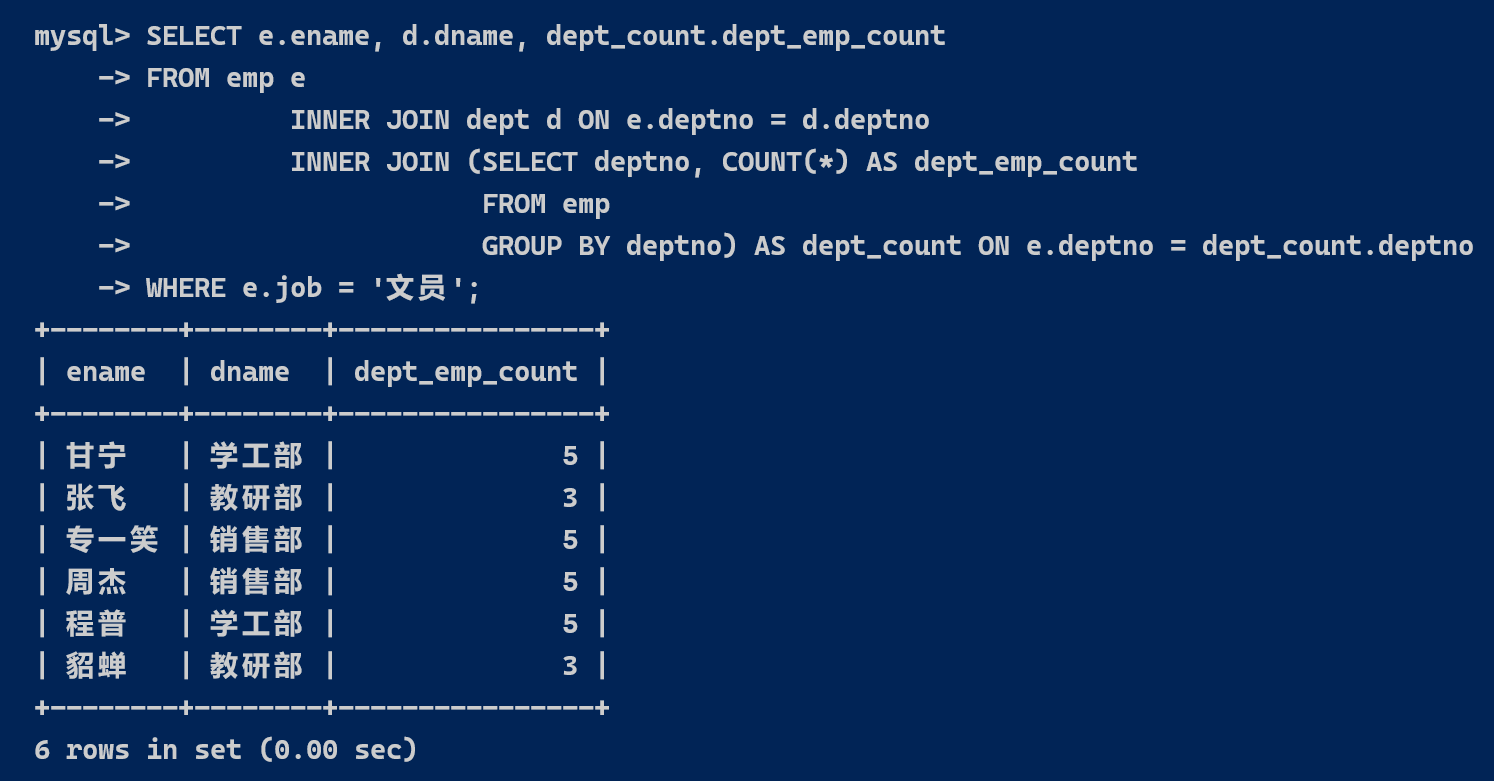 mysql> SELECT e.ename, d.dname, dept_count.dept_emp_count
    -> FROM emp e
    ->          INNER JOIN dept d ON e.deptno = d.deptno
    ->          INNER JOIN (SELECT deptno, COUNT(*) AS dept_emp_count
    ->                      FROM emp
    ->                      GROUP BY deptno) AS dept_count ON e.deptno = dept_count.deptno
    -> WHERE e.job = '文员';
+--------+--------+----------------+
| ename  | dname  | dept_emp_count |
+--------+--------+----------------+
| 甘宁   | 学工部 |              5 |
| 张飞   | 教研部 |              3 |
| 专一笑 | 销售部 |              5 |
| 周杰   | 销售部 |              5 |
| 程普   | 学工部 |              5 |
| 貂蝉   | 教研部 |              3 |
+--------+--------+----------------+
6 rows in set (0.00 sec)